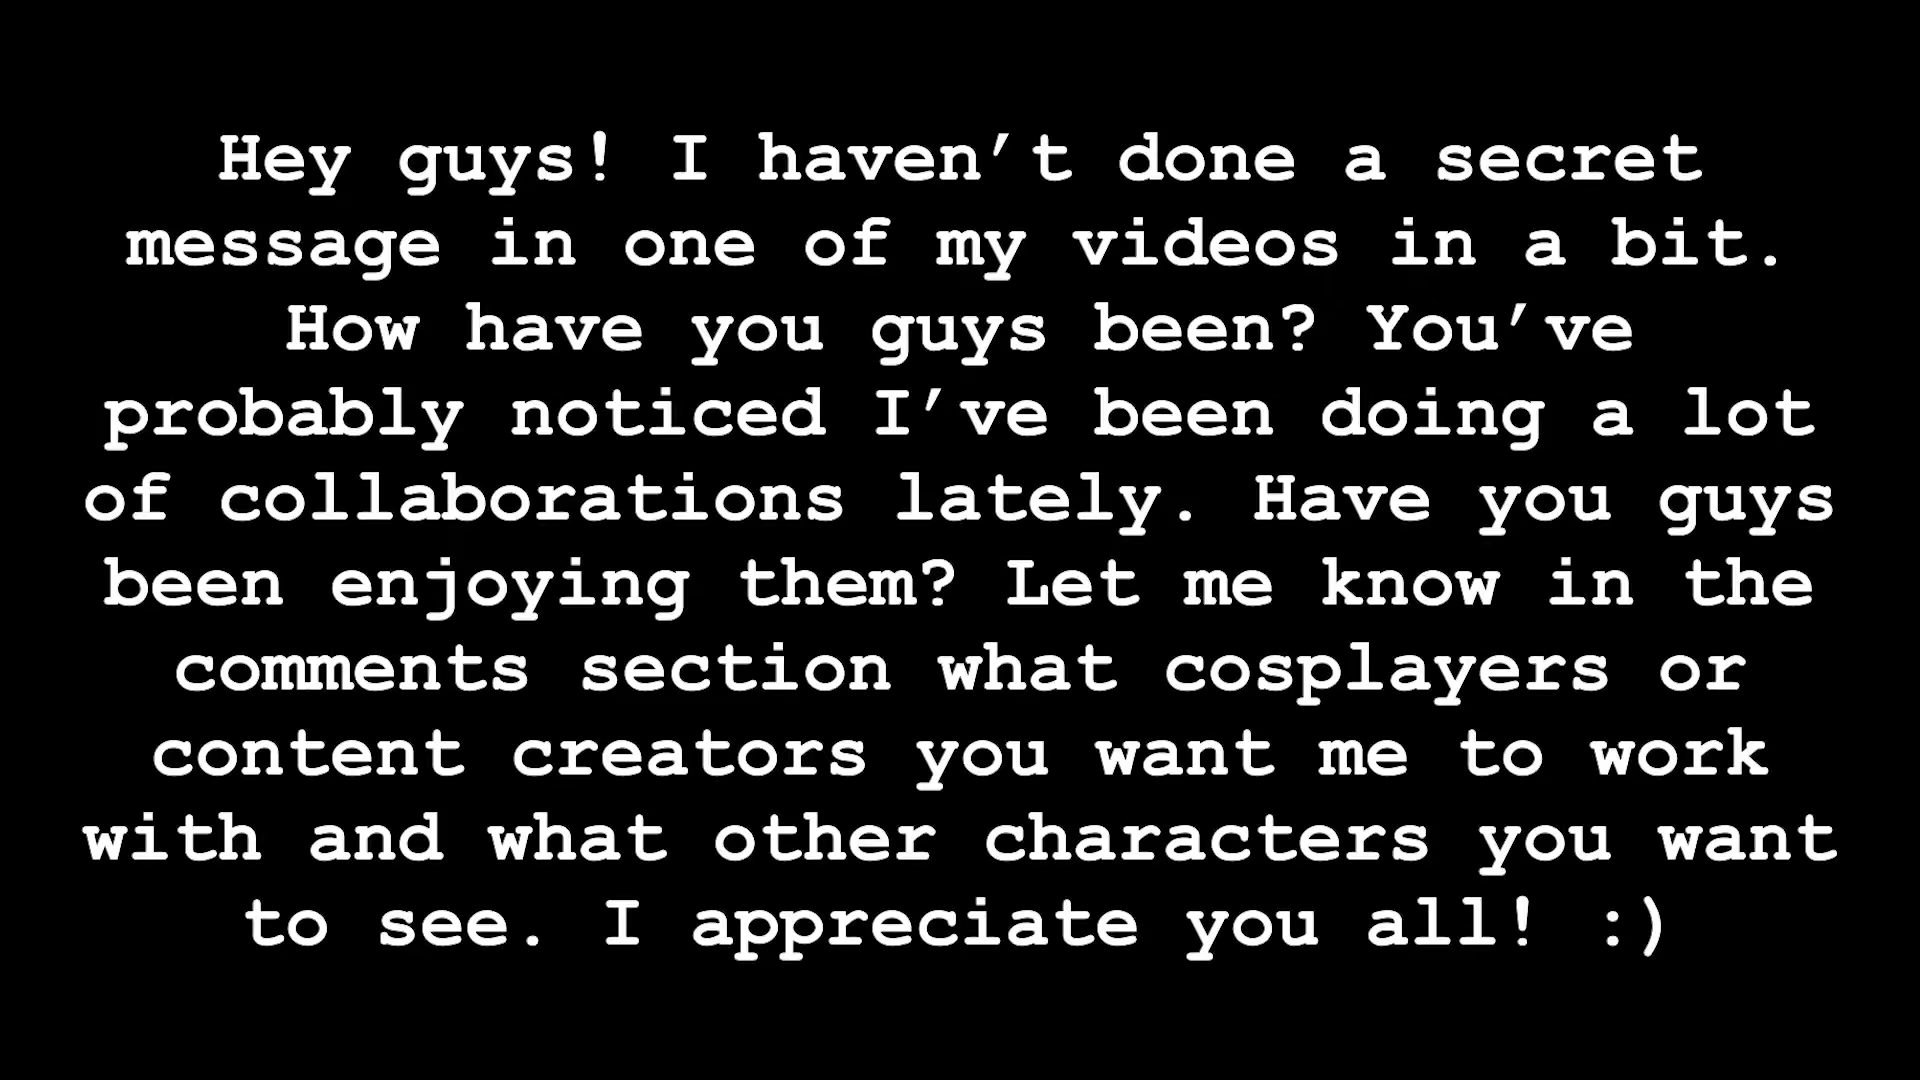 Hey guys! I haven’t done a secret
message in one of my videos in a bit.
How have you guys been? You’ve
probably noticed I’ve been doing a lot
of collaborations lately. Have you guys
been enjoying them? Let me know in the
comments section what cosplayers or
content creators you want me to work
with and what other characters you want
to see. I appreciate you all! :)